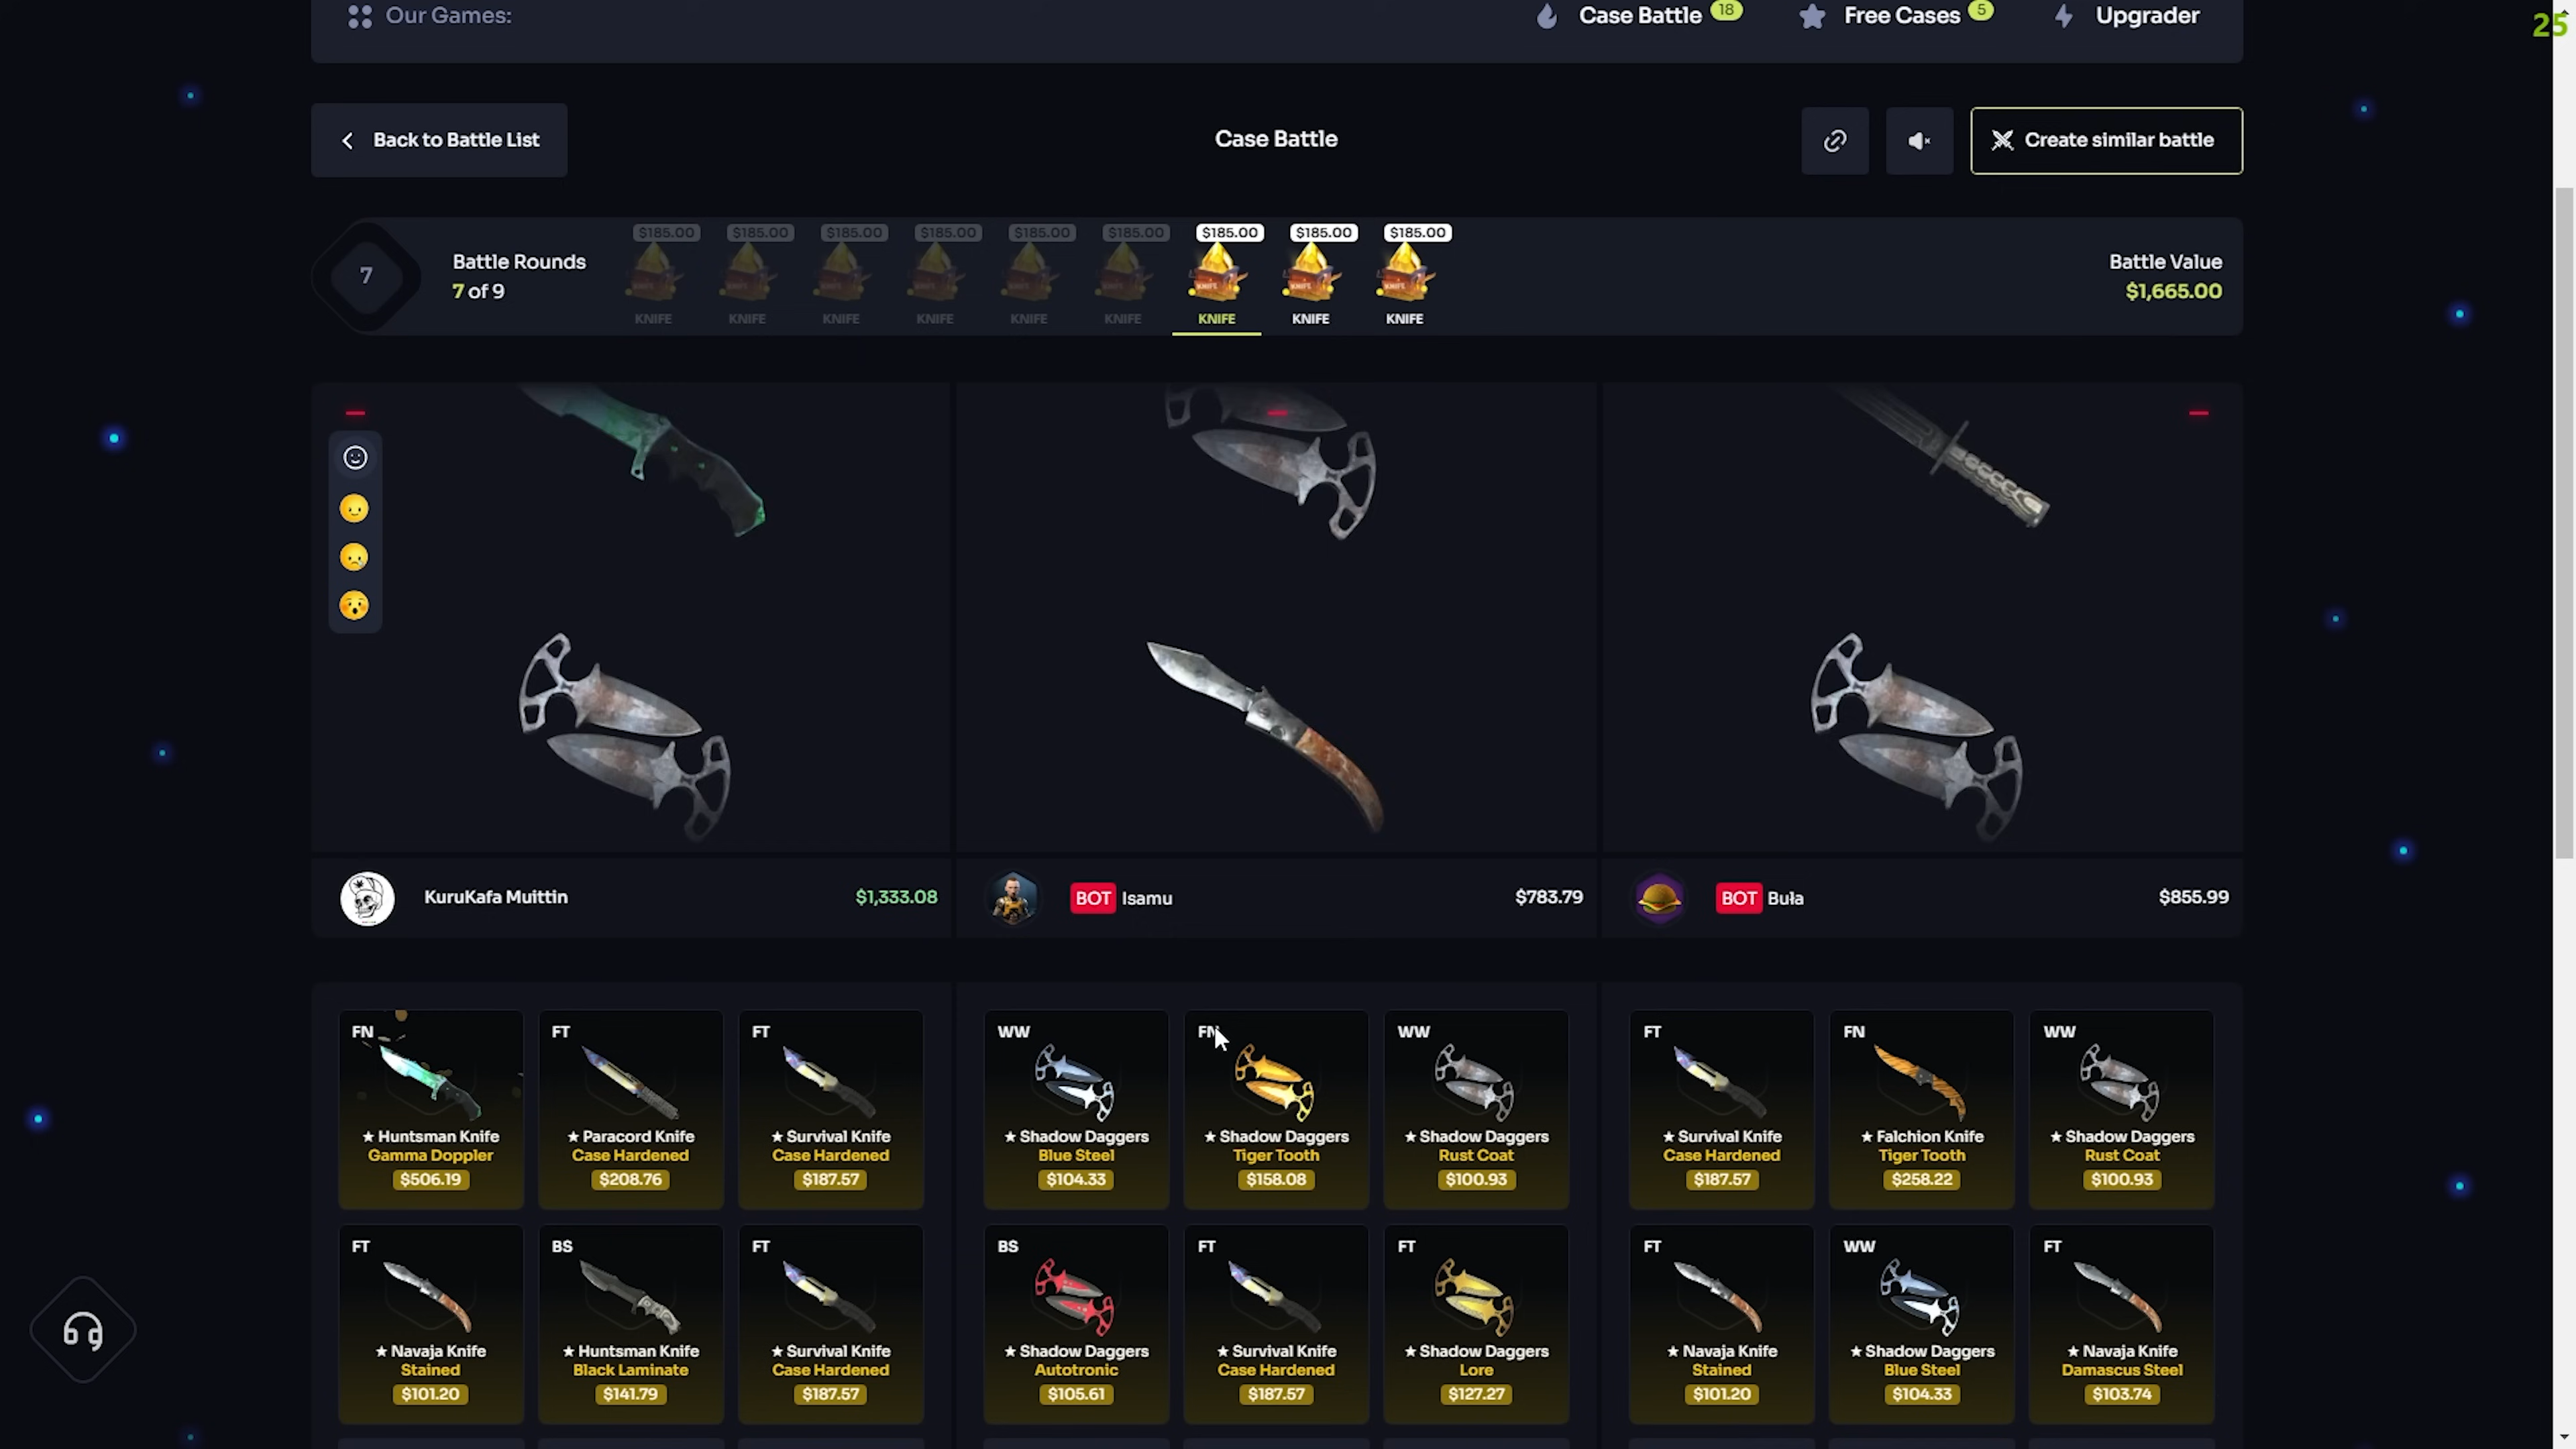 Our Games:
Case Battle 18
Free Cases 5
Upgrader
25
Back to Battle List
Case Battle
Create similar battle
7
Battle Rounds
7 of 9
$185.00 $185.00 $185.00 $185.00 $185.00 $185.00 $185.00 $185.00 $185.00
KNIFE KNIFE KNIFE KNIFE KNIFE KNIFE KNIFE KNIFE KNIFE
Battle Value
$1,665.00
KuruKafa Muittin $1,333.08
BOT Isamu $783.79
BOT Buła $855.99
FN
★ Huntsman Knife
Gamma Doppler
$506.19
FT
★ Paracord Knife
Case Hardened
$208.76
FT
★ Survival Knife
Case Hardened
$187.57
WW
★ Shadow Daggers
Blue Steel
$104.33
FN
★ Shadow Daggers
Tiger Tooth
$158.08
WW
★ Shadow Daggers
Rust Coat
$100.93
FT
★ Survival Knife
Case Hardened
$187.57
FN
★ Falchion Knife
Tiger Tooth
$258.22
WW
★ Shadow Daggers
Rust Coat
$100.93
FT
★ Navaja Knife
Stained
$101.20
BS
★ Huntsman Knife
Black Laminate
$141.79
FT
★ Survival Knife
Case Hardened
$187.57
BS
★ Shadow Daggers
Autotronic
$105.61
FT
★ Survival Knife
Case Hardened
$187.57
FT
★ Shadow Daggers
Lore
$127.27
FT
★ Navaja Knife
Stained
$101.20
WW
★ Shadow Daggers
Blue Steel
$104.33
FT
★ Navaja Knife
Damascus Steel
$103.74